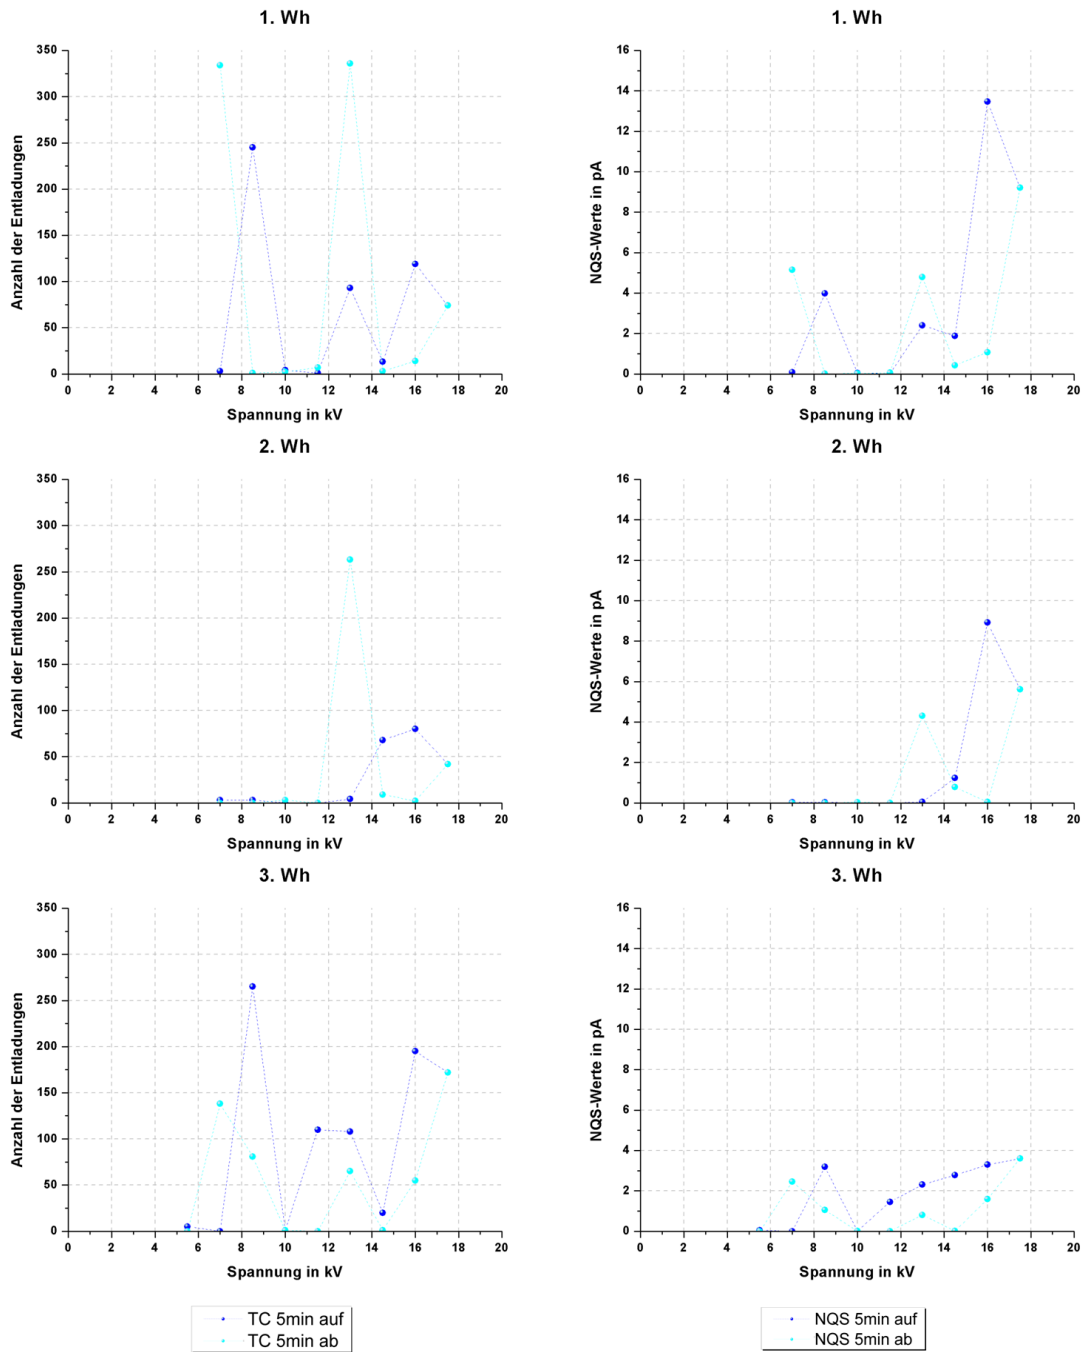 1. Wh
350
300
250
200
150
100
50
0
Anzahl der Entladungen
0 2 4 6 8 10 12 14 16 18 20
Spannung in kV
1. Wh
16
14
12
10
8
6
4
2
0
NQS-Werte in pA
0 2 4 6 8 10 12 14 16 18 20
Spannung in kV
2. Wh
350
300
250
200
150
100
50
0
Anzahl der Entladungen
0 2 4 6 8 10 12 14 16 18 20
Spannung in kV
2. Wh
16
14
12
10
8
6
4
2
0
NQS-Werte in pA
0 2 4 6 8 10 12 14 16 18 20
Spannung in kV
3. Wh
350
300
250
200
150
100
50
0
Anzahl der Entladungen
0 2 4 6 8 10 12 14 16 18 20
Spannung in kV
3. Wh
16
14
12
10
8
6
4
2
0
NQS-Werte in pA
0 2 4 6 8 10 12 14 16 18 20
Spannung in kV
TC 5min auf
TC 5min ab
NQS 5min auf
NQS 5min ab